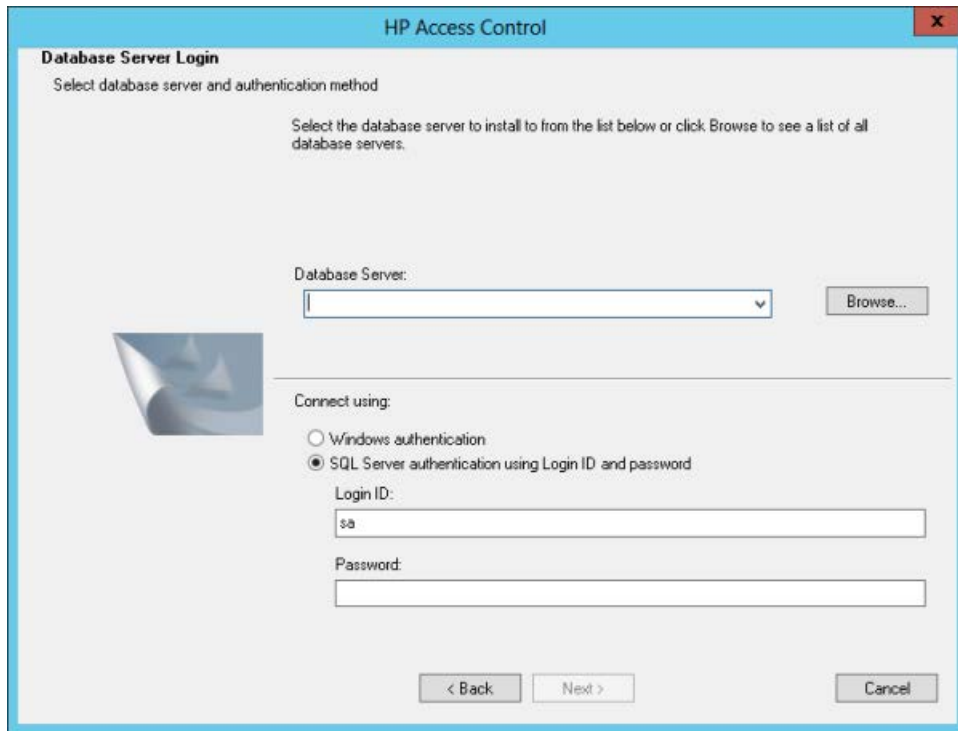 HP Access Control
x
Database Server Login
Select database server and authentication method
Select the database server to install to from the list below or click Browse to see a list of all
database servers.
Database Server:
Browse...
Connect using:
Windows authentication
SQL Server authentication using Login ID and password
Login ID:
sa
Password:
< Back
Next >
Cancel